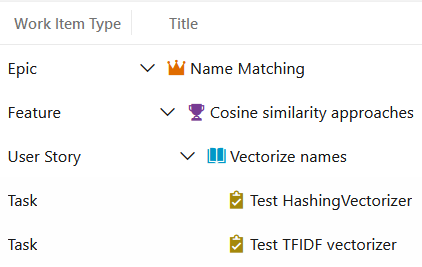 Work Item Type Title
Epic Name Matching
Feature Cosine similarity approaches
User Story Vectorize names
Task Test HashingVectorizer
Task Test TFIDF vectorizer